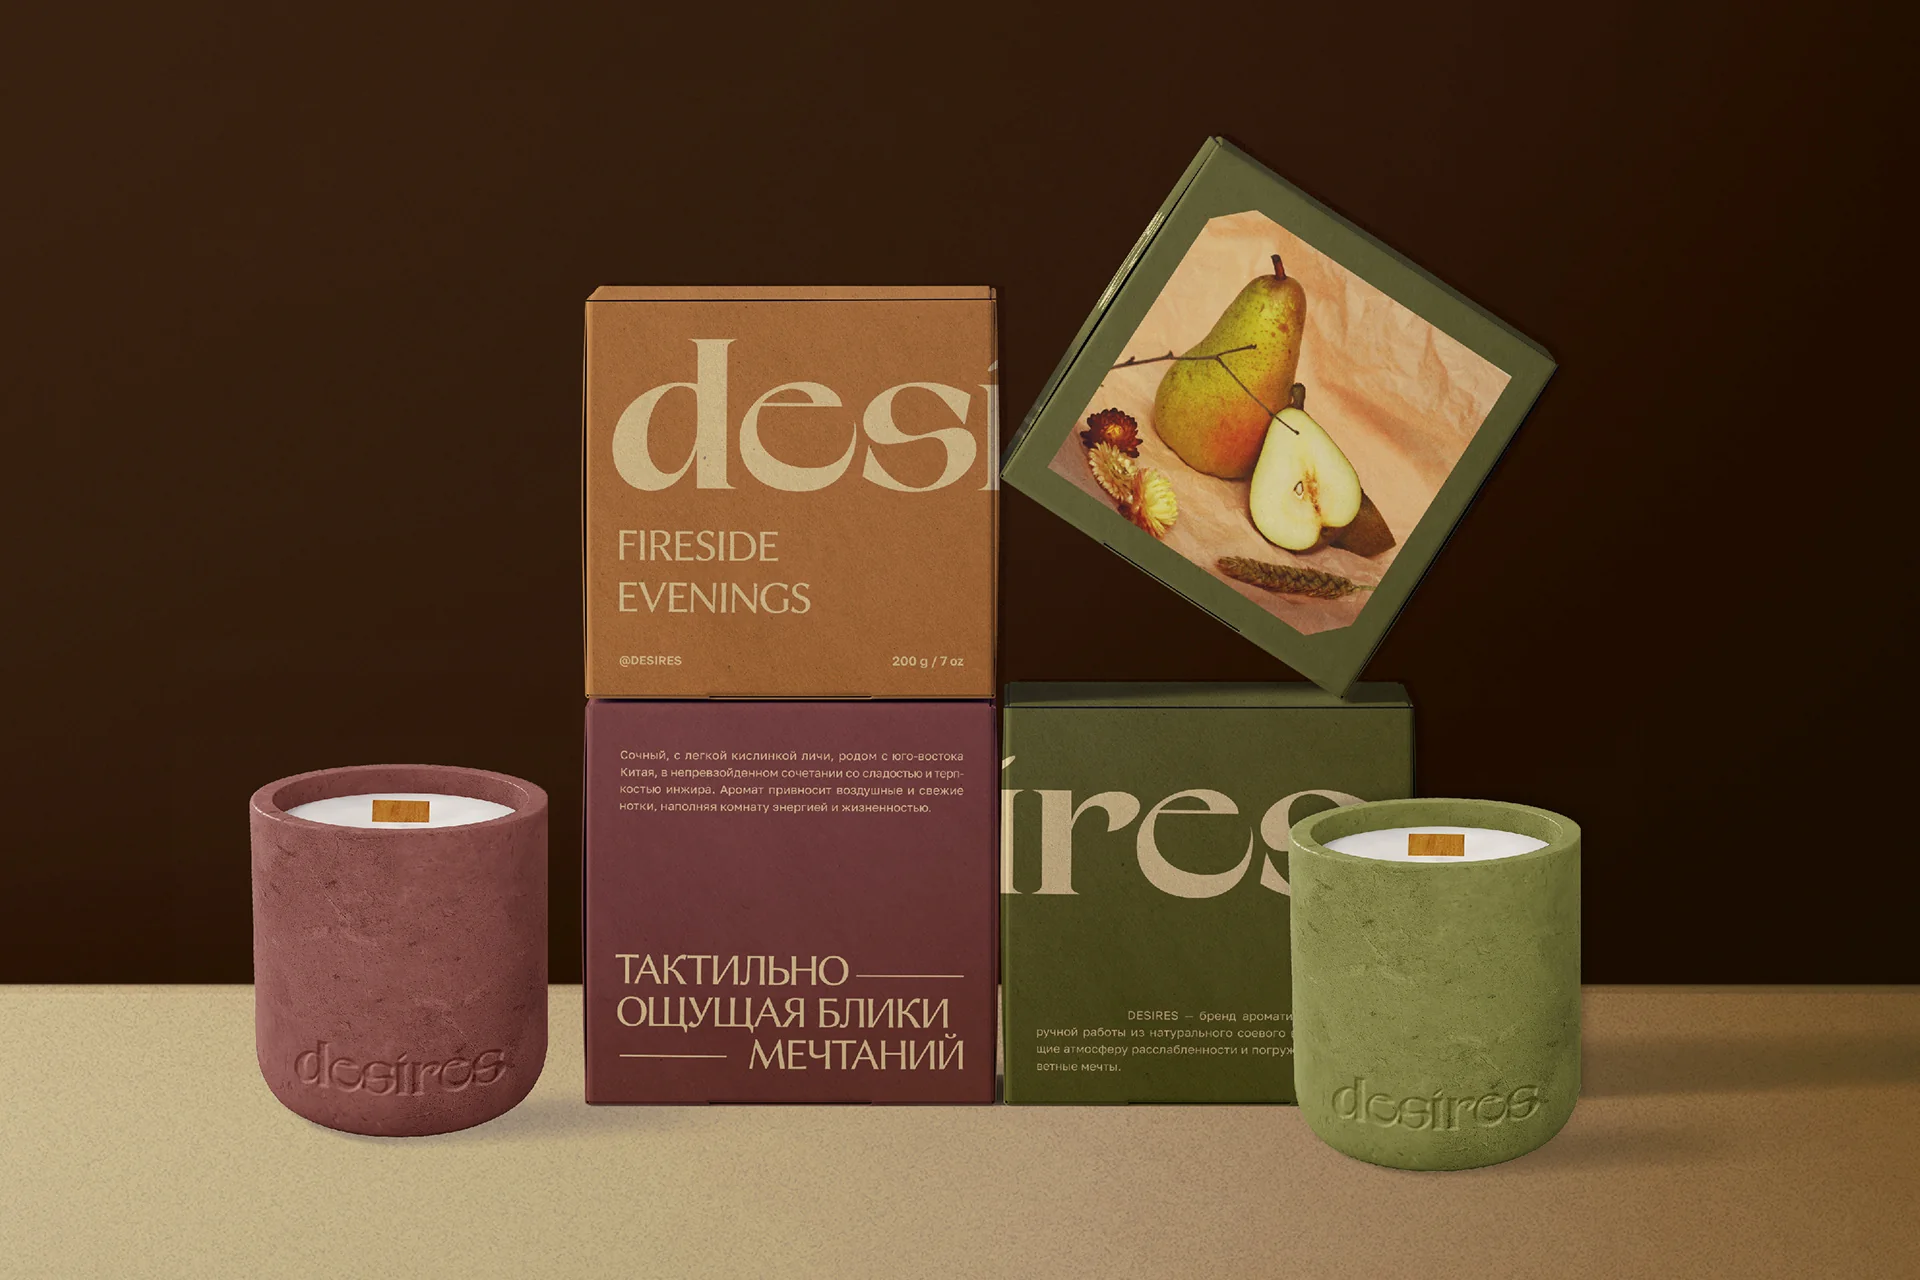 desi
FIRESIDE
EVENINGS
@DESIRES
200 g / 7 oz
Сочный, с легкой кислинкой личи, родом с юго-востока
Китая, в непревзойденном сочетании со сладостью и терп-
костью инжира. Аромат привносит воздушные и свежие
нотки, наполняя комнату энергией и жизненностью.
ТАКТИЛЬНО
ОЩУЩАЯ БЛИКИ
МЕЧТАНИЙ
ires
DESIRES — бренд аромати
ручной работы из натурального соевого
щие атмосферу расслабленности и погруж
ветные мечты.
desires
desires